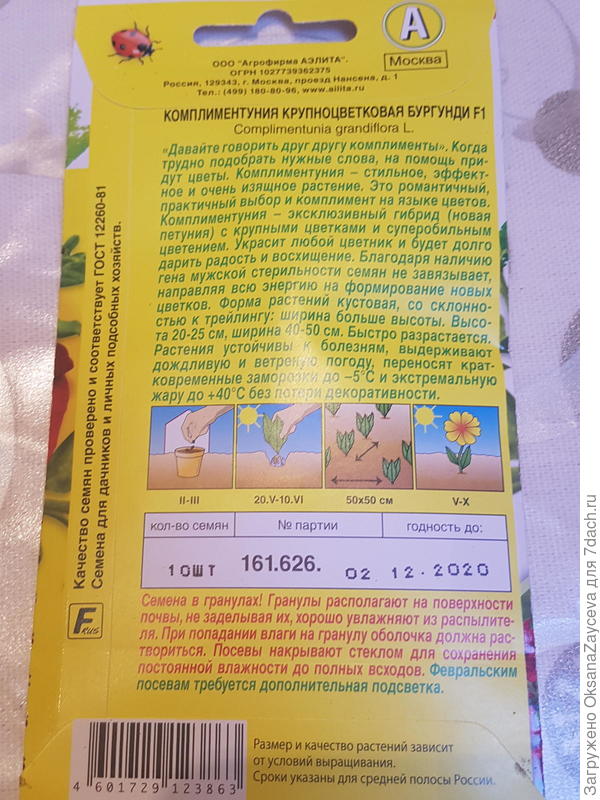 ООО "Агрофирма АЭЛИТА".
ОГРН 1027739362375
Россия, 129343, г. Москва, проезд Нансена, д. 1
Тел.: (499) 180-80-96, www.ailita.ru
А
Москва
КОМПЛИМЕНТУНИЯ КРУПНОЦВЕТКОВАЯ БУРГУНДИ F1
Complimentunia grandiflora L.
«Давайте говорить друг другу комплименты». Когда
трудно подобрать нужные слова, на помощь при-
дут цветы. Комплиментуния – стильное, эффект-
ное и очень изящное растение. Это романтичный,
практичный выбор и комплимент на языке цветов.
Комплиментуния – эксклюзивный гибрид (новая
петуния) с крупными цветками и суперобильным
цветением. Украсит любой цветник и будет долго
дарить радость и восхищение. Благодаря наличию
гена мужской стерильности семян не завязывает,
направляя всю энергию на формирование новых
цветков. Форма растений кустовая, со склонно-
стью к трейлингу: ширина больше высоты. Высо-
та 20-25 см, ширина 40-50 см. Быстро разрастается.
Растения устойчивы к болезням, выдерживают
дождливую и ветреную погоду, переносят крат-
ковременные заморозки до –5°С и экстремальную
жару до +40°С без потери декоративности.
II-III
20.V-10.VI
50х50 см
V-X
кол-во семян
№ партии
годность до:
10ШТ
161.626.
02 12.2020
Семена в гранулах! Гранулы располагают на поверхности
почвы, не заделывая их, хорошо увлажняют из распылите-
ля. При попадании влаги на гранулу оболочка должна рас-
твориться. Посевы накрывают стеклом для сохранения
постоянной влажности до полных всходов. Февральским
посевам требуется дополнительная подсветка.
Качество семян проверено и соответствует ГОСТ 12260-81
Семена для дачников и личных подсобных хозяйств.
F RUS
4 601729 123863
Размер и качество растений зависит
от условий выращивания.
Сроки указаны для средней полосы России.
Загружено OksanaZayceva для 7dach.ru